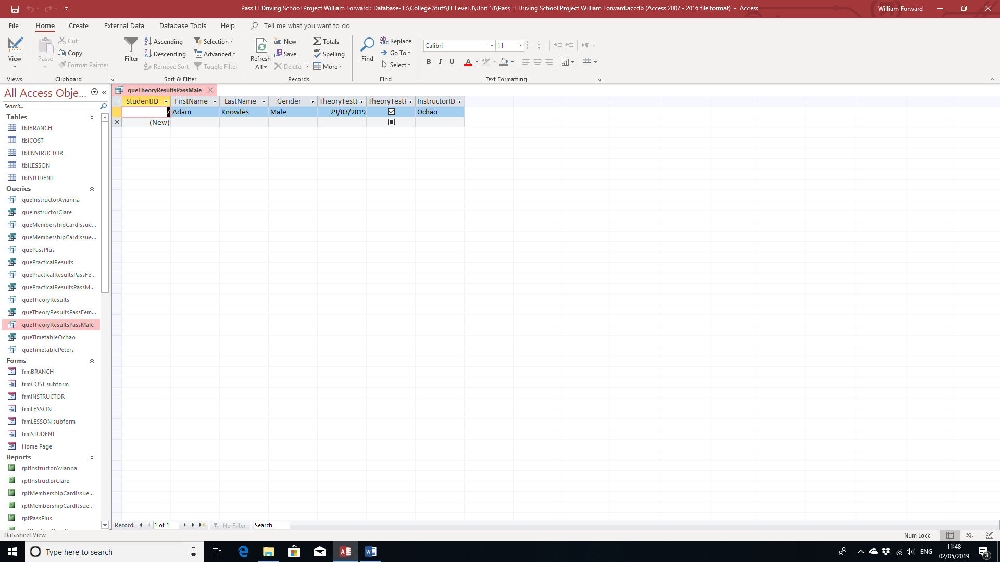 Pass IT Driving School Project William Forward : Database- E:\College Stuff\IT Level 3\Unit 18\Pass IT Driving School Project William Forward.accdb (Access 2007 - 2016 file format) - Access
William Forward
File Home Create External Data Database Tools Help Tell me what you want to do
View
Views
Paste
Cut
Copy
Format Painter
Clipboard
Filter
Ascending
Descending
Remove Sort
Selection
Advanced
Toggle Filter
Sort & Filter
Refresh
All
New
Save
Delete
Totals
Spelling
More
Records
Find
Replace
Go To
Select
Find
Calibri 11
B I U A
Text Formatting
All Access Obje...
Search...
Tables
tblBRANCH
tblCOST
tblINSTRUCTOR
tblLESSON
tblSTUDENT
Queries
queInstructorAvianna
queInstructorClare
queMembershipCardIssue...
queMembershipCardIssue...
quePassPlus
quePracticalResults
quePracticalResultsPassFe...
quePracticalResultsPassM...
queTheoryResults
queTheoryResultsPassFem...
queTheoryResultsPassMale
queTimetableOchao
queTimetablePeters
Forms
frmBRANCH
frmCOST subform
frmINSTRUCTOR
frmLESSON
frmLESSON subform
frmSTUDENT
Home Page
Reports
rptInstructorAvianna
rptInstructorClare
rptMembershipCardIssue...
rptMembershipCardIssue...
rptPassPlus
queTheoryResultsPassMale
StudentID FirstName LastName Gender TheoryTestD TheoryTestP InstructorID
7 Adam Knowles Male 29/03/2019 Ochao
(New)
Record: 1 of 1 No Filter Search
Datasheet View
Num Lock
SQL
Type here to search
ENG
11:48
02/05/2019
3